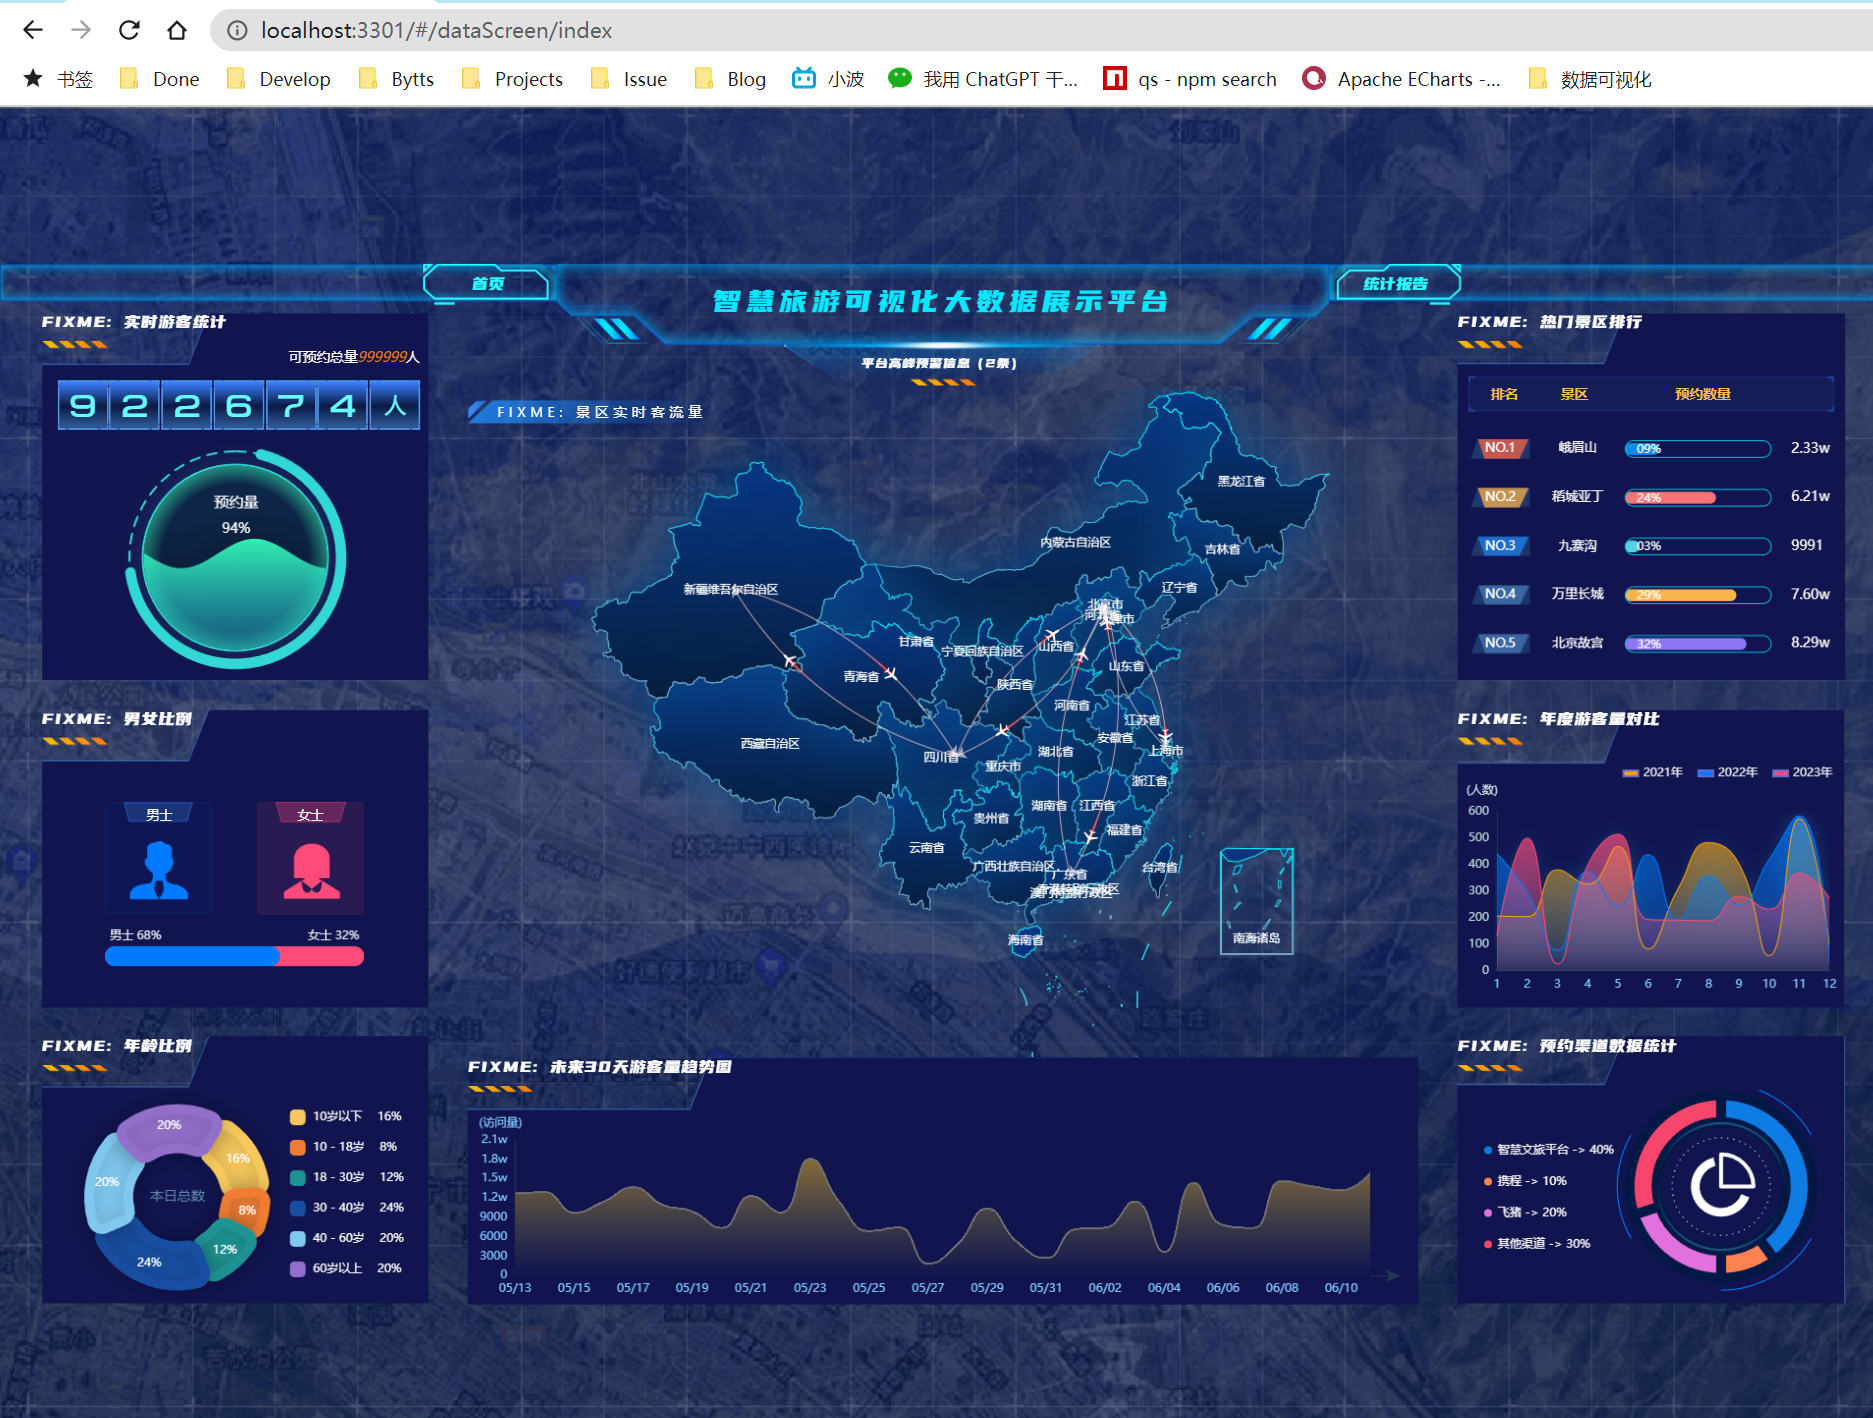 localhost:3301/#/dataScreen/index
书签 Done Develop Bytts Projects Issue Blog 小波 我用 ChatGPT 干... qs - npm search Apache ECharts -... 数据可视化
首页
智慧旅游可视化大数据展示平台
统计报告
平台高峰预警信息（2条）
FIXME: 实时游客统计
可预约总量999999人
9 2 2 6 7 4 人
预约量
94%
FIXME: 男女比例
男士 女士
男士 68% 女士 32%
FIXME: 年龄比例
20%
16%
8%
12%
24%
20%
本日总数
10岁以下 16%
10 - 18岁 8%
18 - 30岁 12%
30 - 40岁 24%
40 - 60岁 20%
60岁以上 20%
FIXME: 景区实时客流量
黑龙江省
内蒙古自治区
吉林省
辽宁省
新疆维吾尔自治区
北京市
河北省
天津市
甘肃省
宁夏回族自治区
山西省
山东省
青海省
陕西省
河南省
江苏省
西藏自治区
四川省
重庆市
湖北省
安徽省
上海市
浙江省
湖南省
江西省
贵州省
福建省
云南省
广西壮族自治区
广东省
台湾省
香港特别行政区
澳门特别行政区
海南省
南海诸岛
FIXME: 未来30天游客量趋势图
(访问量)
2.1w
1.8w
1.5w
1.2w
9000
6000
3000
0
05/13 05/15 05/17 05/19 05/21 05/23 05/25 05/27 05/29 05/31 06/02 06/04 06/06 06/08 06/10
FIXME: 热门景区排行
排名 景区 预约数量
NO.1 峨眉山 09% 2.33w
NO.2 稻城亚丁 24% 6.21w
NO.3 九寨沟 03% 9991
NO.4 万里长城 29% 7.60w
NO.5 北京故宫 32% 8.29w
FIXME: 年度游客量对比
2021年 2022年 2023年
(人数)
600
500
400
300
200
100
0
1 2 3 4 5 6 7 8 9 10 11 12
FIXME: 预约渠道数据统计
智慧文旅平台 -> 40%
携程 -> 10%
飞猪 -> 20%
其他渠道 -> 30%